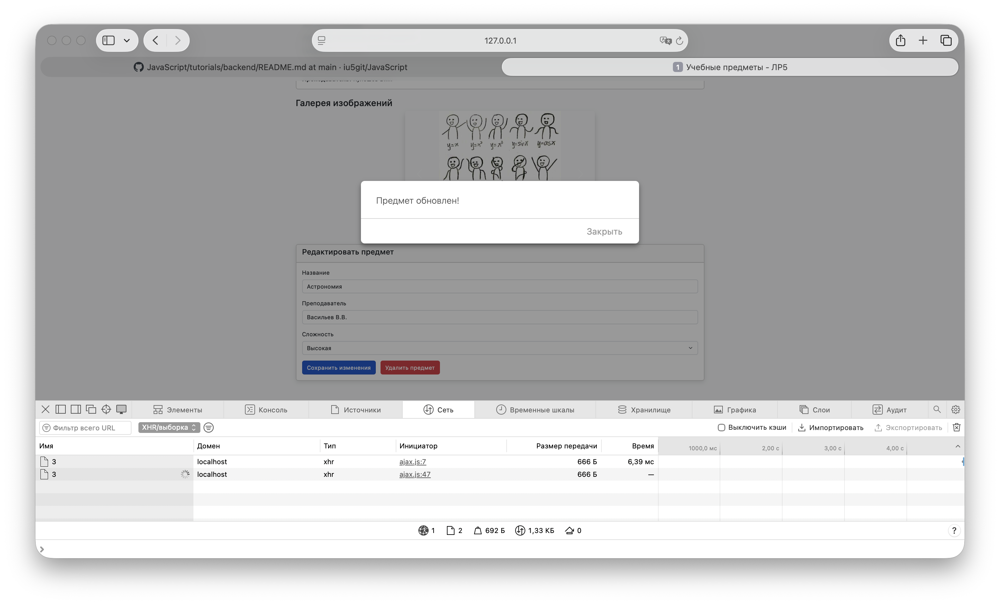 127.0.0.1
JavaScript/tutorials/backend/README.md at main · iu5git/JavaScript
1 Учебные предметы - ЛР5
Галерея изображений
y=x y=x² y=x³ y=sinx y=cosx
Предмет обновлен!
Закрыть
Редактировать предмет
Название
Астрономия
Преподаватель
Васильев В.В.
Сложность
Высокая
Сохранить изменения Удалить предмет
Элементы Консоль Источники Сеть Временные шкалы Хранилище Графика Слои Аудит
Фильтр всего URL XHR/выборка Выключить кэши Импортировать Экспортировать
Имя Домен Тип Инициатор Размер передачи Время 1000,0 мс 2,00 с 3,00 с 4,00 с
3 localhost xhr ajax.js:7 666 Б 6,39 мс
3 localhost xhr ajax.js:47 666 Б —
1 2 692 Б 1,33 КБ 0 ?